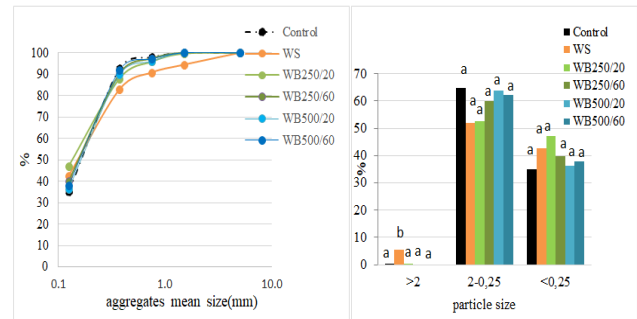 100
90
80
70
60
50
40
30
20
10
0
%
0.1
1.0
10.0
aggregates mean size(mm)
Control
WS
WB250/20
WB250/60
WB500/20
WB500/60
Control
WS
WB250/20
WB250/60
WB500/20
WB500/60
70
60
50
40
30
20
10
0
%
a b a a a
a a a a a a
a a a a a a
>2
2-0,25
<0,25
particle size